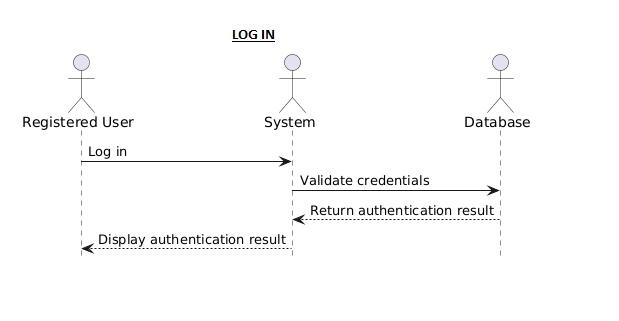 LOG IN
Registered User
System
Database
Log in
Validate credentials
Return authentication result
Display authentication result